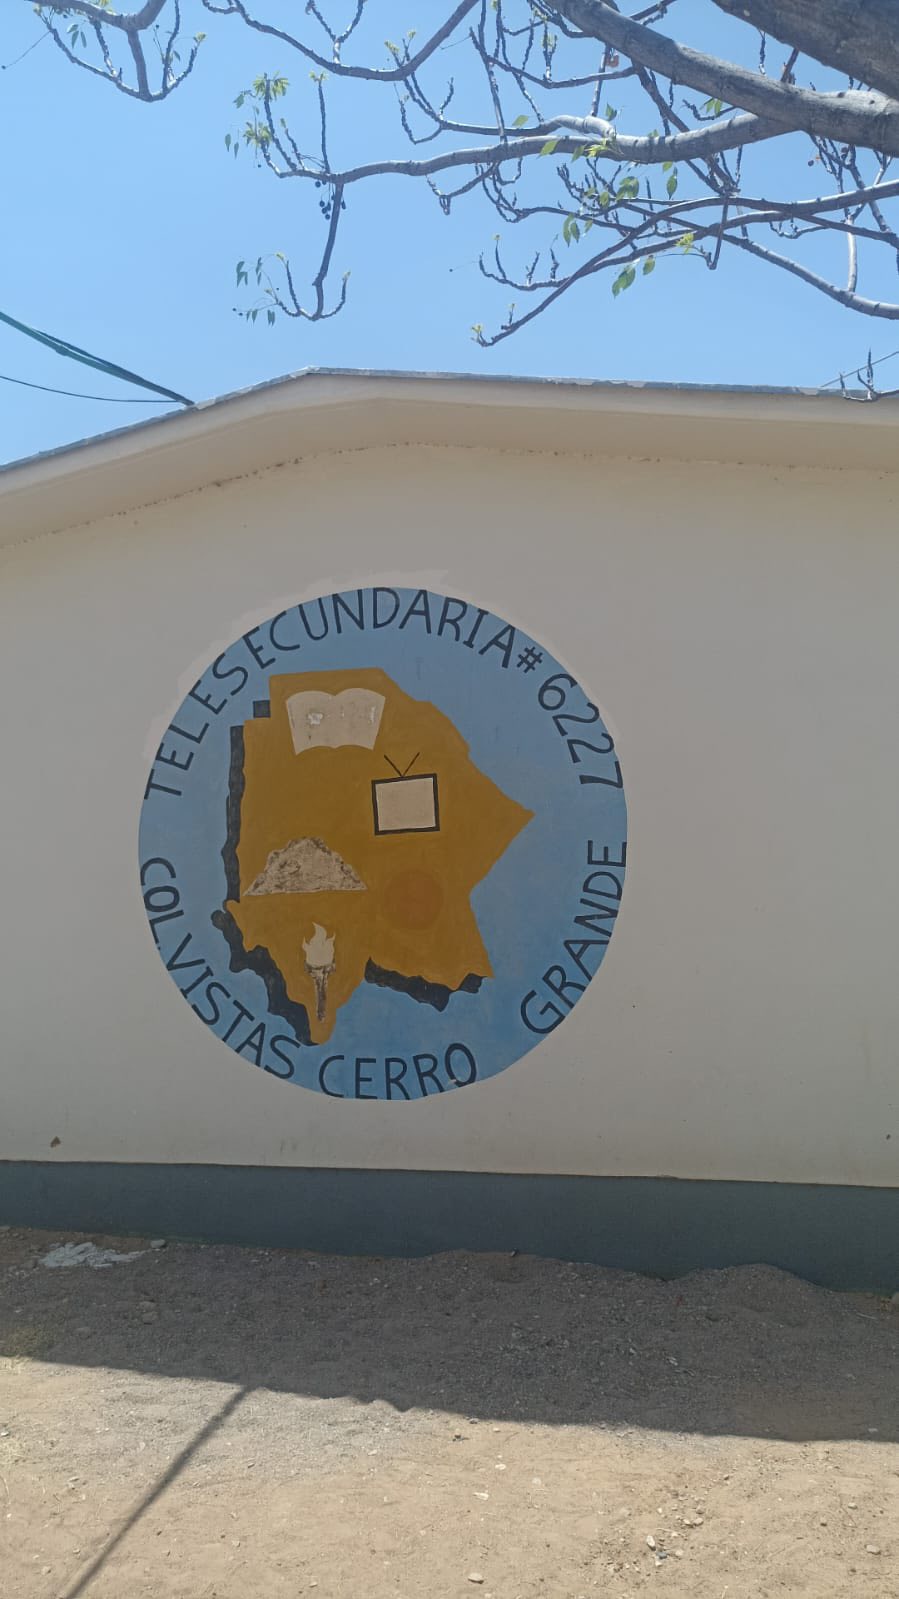 TELESECUNDARIA # 6227
COL. VISTAS CERRO GRANDE